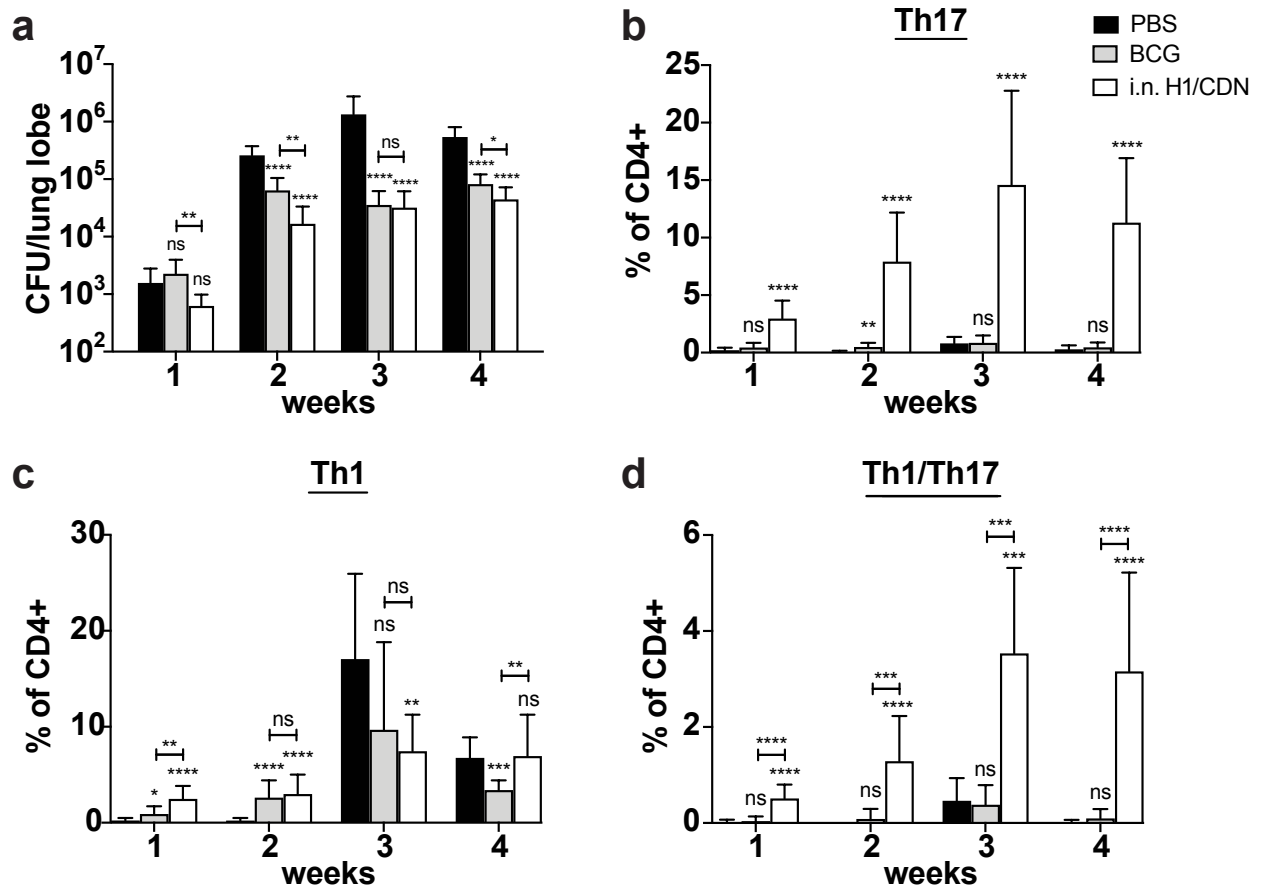 a
10^7
10^6
10^5
10^4
10^3
10^2
CFU/lung lobe
ns
**
ns
****
**
****
****
ns
****
****
*
****
1 2 3 4
weeks
b
Th17
PBS
BCG
i.n. H1/CDN
25
20
15
10
5
0
% of CD4+
ns
****
**
****
ns
****
ns
****
1 2 3 4
weeks
c
Th1
30
20
10
0
% of CD4+
*
**
****
****
ns
****
ns
ns
**
***
**
ns
1 2 3 4
weeks
d
Th1/Th17
6
4
2
0
% of CD4+
ns
****
****
ns
***
****
ns
***
***
ns
****
****
1 2 3 4
weeks